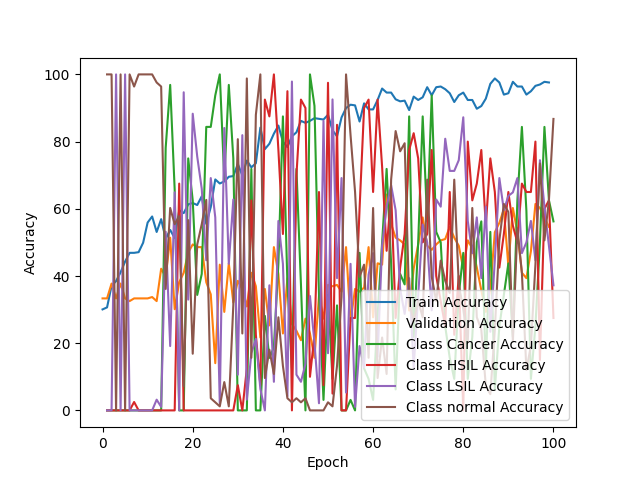 100
80
60
40
20
0
Accuracy
Train Accuracy
Validation Accuracy
Class Cancer Accuracy
Class HSIL Accuracy
Class LSIL Accuracy
Class normal Accuracy
0 20 40 60 80 100
Epoch